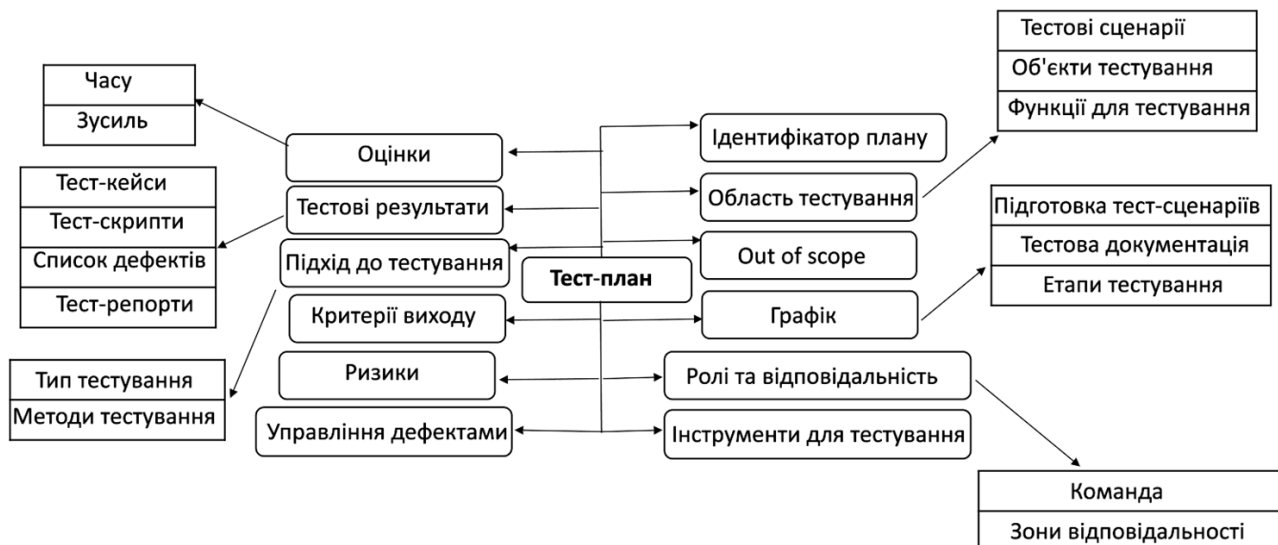 Тестові сценарії
Об'єкти тестування
Функції для тестування
Часу
Зусиль
Ідентифікатор плану
Оцінки
Тест-кейси
Тест-скрипти
Список дефектів
Тест-репорти
Тестові результати
Область тестування
Підготовка тест-сценаріїв
Тестова документація
Етапи тестування
Підхід до тестування
Out of scope
Тест-план
Критерії виходу
Графік
Тип тестування
Методи тестування
Ризики
Ролі та відповідальність
Управління дефектами
Інструменти для тестування
Команда
Зони відповідальності